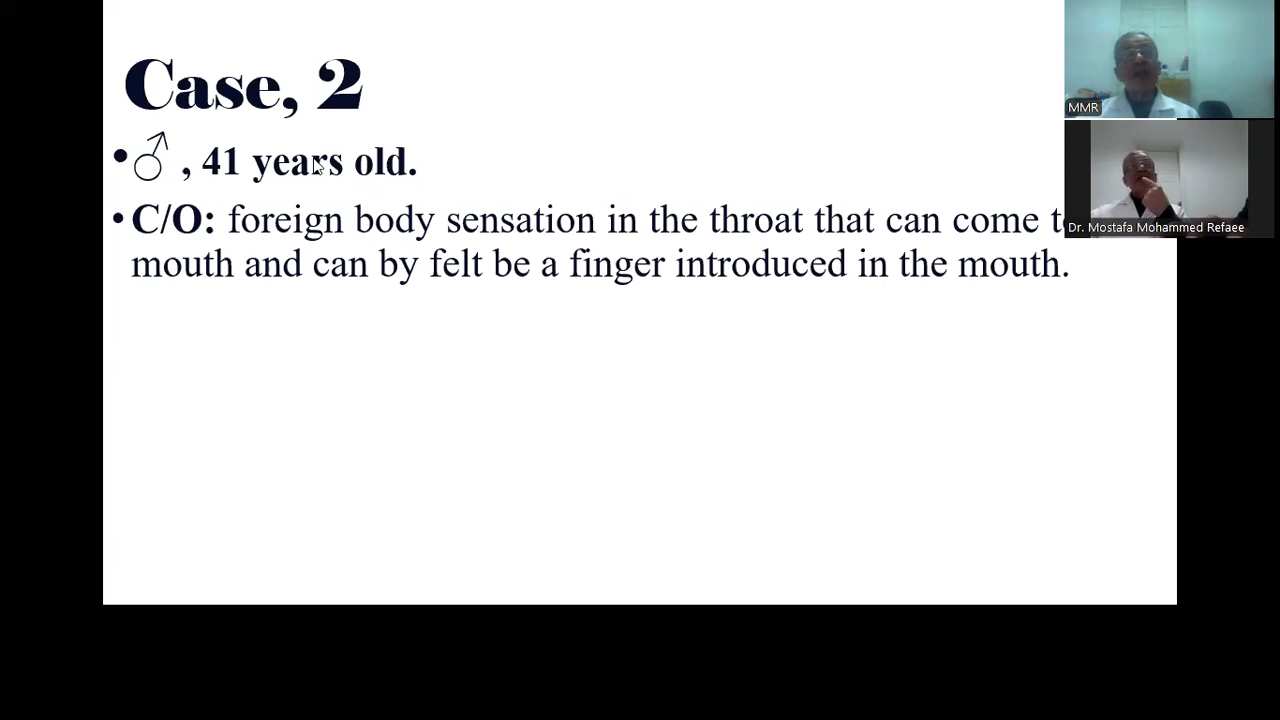 Case, 2
• ♂ , 41 years old.
• C/O: foreign body sensation in the throat that can come
mouth and can by felt be a finger introduced in the mouth.
MMR
Dr. Mostafa Mohammed Refaee